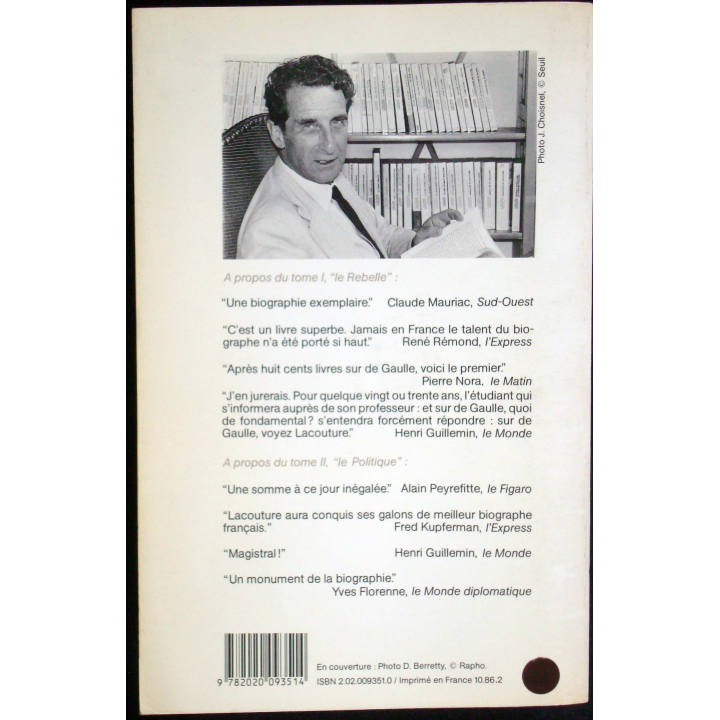 Photo J. Choisnel, © Seuil
A propos du tome I, “le Rebelle” :
“Une biographie exemplaire.” Claude Mauriac, Sud-Ouest
“C’est un livre superbe. Jamais en France le talent du bio-
graphe n’a été porté si haut.” René Rémond, l’Express
“Après huit cents livres sur de Gaulle, voici le premier.”
Pierre Nora, le Matin
“J’en jurerais. Pour quelque vingt ou trente ans, l’étudiant qui
s’informera auprès de son professeur : et sur de Gaulle, quoi
de fondamental ? s’entendra forcément répondre : sur de
Gaulle, voyez Lacouture.” Henri Guillemin, le Monde
A propos du tome II, “le Politique” :
“Une somme à ce jour inégalée.” Alain Peyrefitte, le Figaro
“Lacouture aura conquis ses galons de meilleur biographe
français.” Fred Kupferman, l’Express
“Magistral !” Henri Guillemin, le Monde
“Un monument de la biographie.”
Yves Florenne, le Monde diplomatique
9 782020 093514
En couverture : Photo D. Berretty, © Rapho.
ISBN 2.02.009351.0 / Imprimé en France 10.86.2